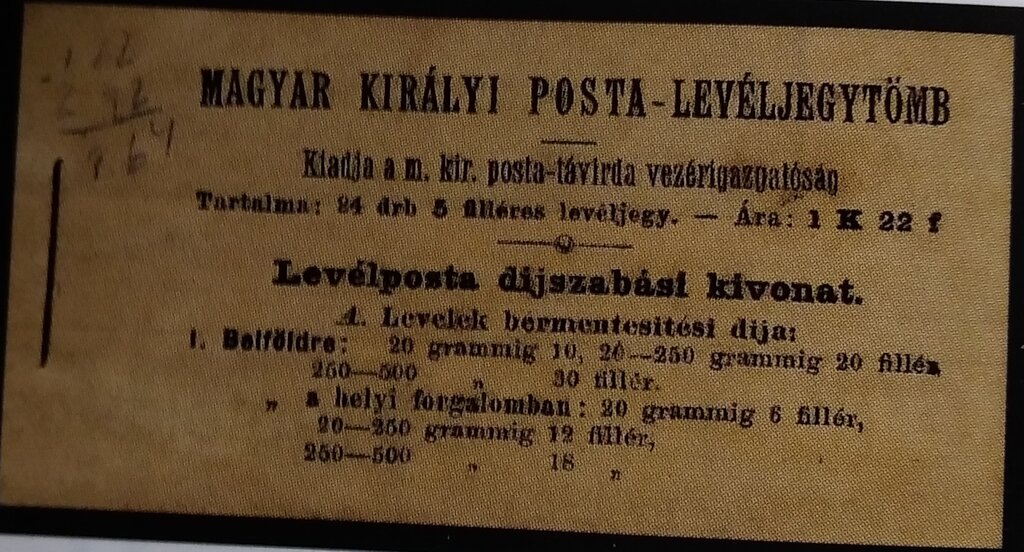 MAGYAR KIRÁLYI POSTA-LEVÉLJEGYTÖMB
Kiadja a m. kir. posta-távirda vezérigazgatóság
Tartalma: 24 drb 5 filléres levéljegy. — Ára: 1 K 22 f
Levélposta dijszabási kivonat.
A. Levelek bermentesitési dija:
1. Belföldre: 20 grammig 10, 20—250 grammig 20 fillér
250—500 „ 30 fillér.
„ a helyi forgalomban: 20 grammig 6 fillér,
20—250 grammig 12 fillér,
250—500 „ 18 „